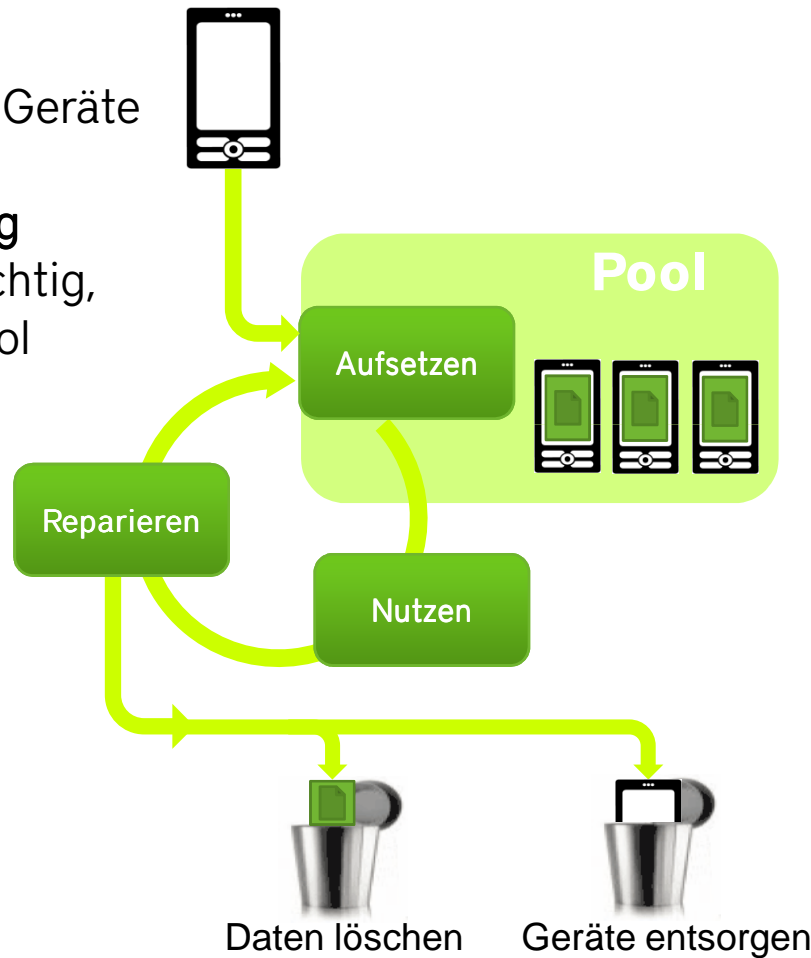 Geräte
g
chtig,
ol
Pool
Aufsetzen
Reparieren
Nutzen
Daten löschen
Geräte entsorgen